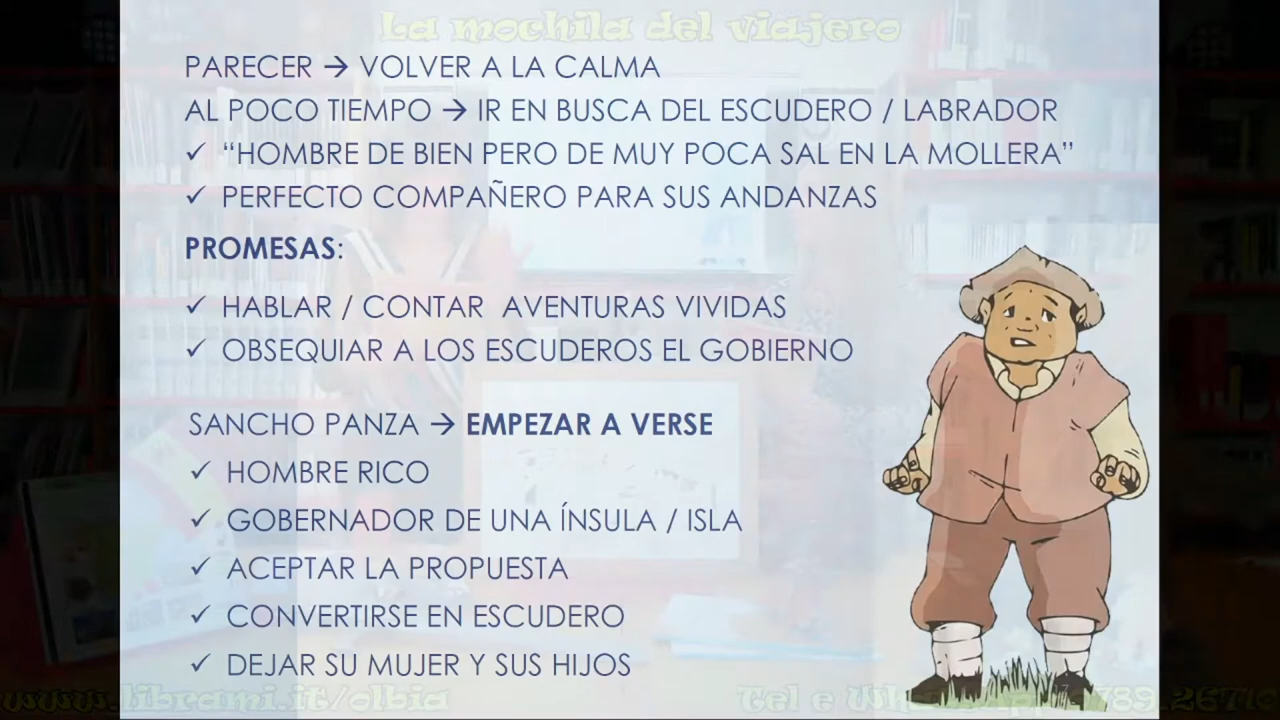 La mochila del viajero
PARECER → VOLVER A LA CALMA
AL POCO TIEMPO → IR EN BUSCA DEL ESCUDERO / LABRADOR
✓ “HOMBRE DE BIEN PERO DE MUY POCA SAL EN LA MOLLERA”
✓ PERFECTO COMPAÑERO PARA SUS ANDANZAS
PROMESAS:
✓ HABLAR / CONTAR AVENTURAS VIVIDAS
✓ OBSEQUIAR A LOS ESCUDEROS EL GOBIERNO
SANCHO PANZA → EMPEZAR A VERSE
✓ HOMBRE RICO
✓ GOBERNADOR DE UNA ÍNSULA / ISLA
✓ ACEPTAR LA PROPUESTA
✓ CONVERTIRSE EN ESCUDERO
✓ DEJAR SU MUJER Y SUS HIJOS
www.librami.it/olbia
Tel e